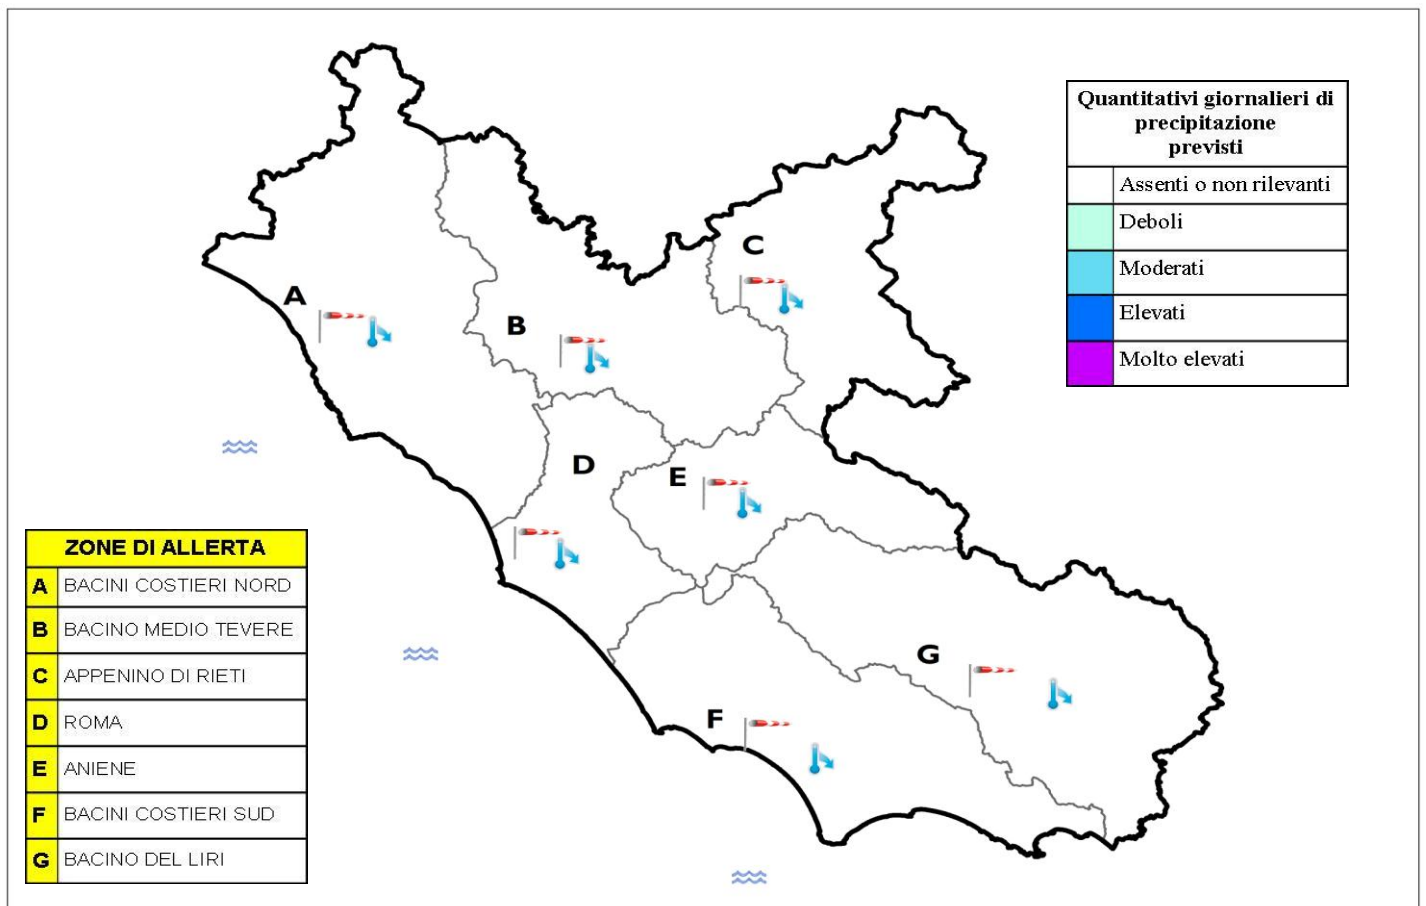 Quantitativi giornalieri di
precipitazione
previsti
Assenti o non rilevanti
Deboli
Moderati
Elevati
Molto elevati
C
A
B
D
E
G
F
ZONE DI ALLERTA
A BACINI COSTIERI NORD
B BACINO MEDIO TEVERE
C APPENINO DI RIETI
D ROMA
E ANIENE
F BACINI COSTIERI SUD
G BACINO DEL LIRI